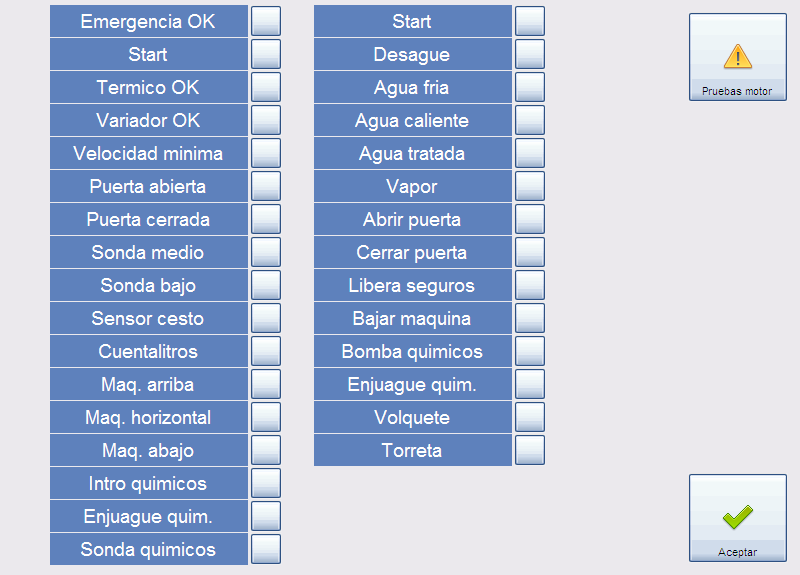 Emergencia OK
Start
Termico OK
Variador OK
Velocidad minima
Puerta abierta
Puerta cerrada
Sonda medio
Sonda bajo
Sensor cesto
Cuentalitros
Maq. arriba
Maq. horizontal
Maq. abajo
Intro quimicos
Enjuague quim.
Sonda quimicos
Start
Desague
Agua fria
Agua caliente
Agua tratada
Vapor
Abrir puerta
Cerrar puerta
Libera seguros
Bajar maquina
Bomba quimicos
Enjuague quim.
Volquete
Torreta
Pruebas motor
Aceptar